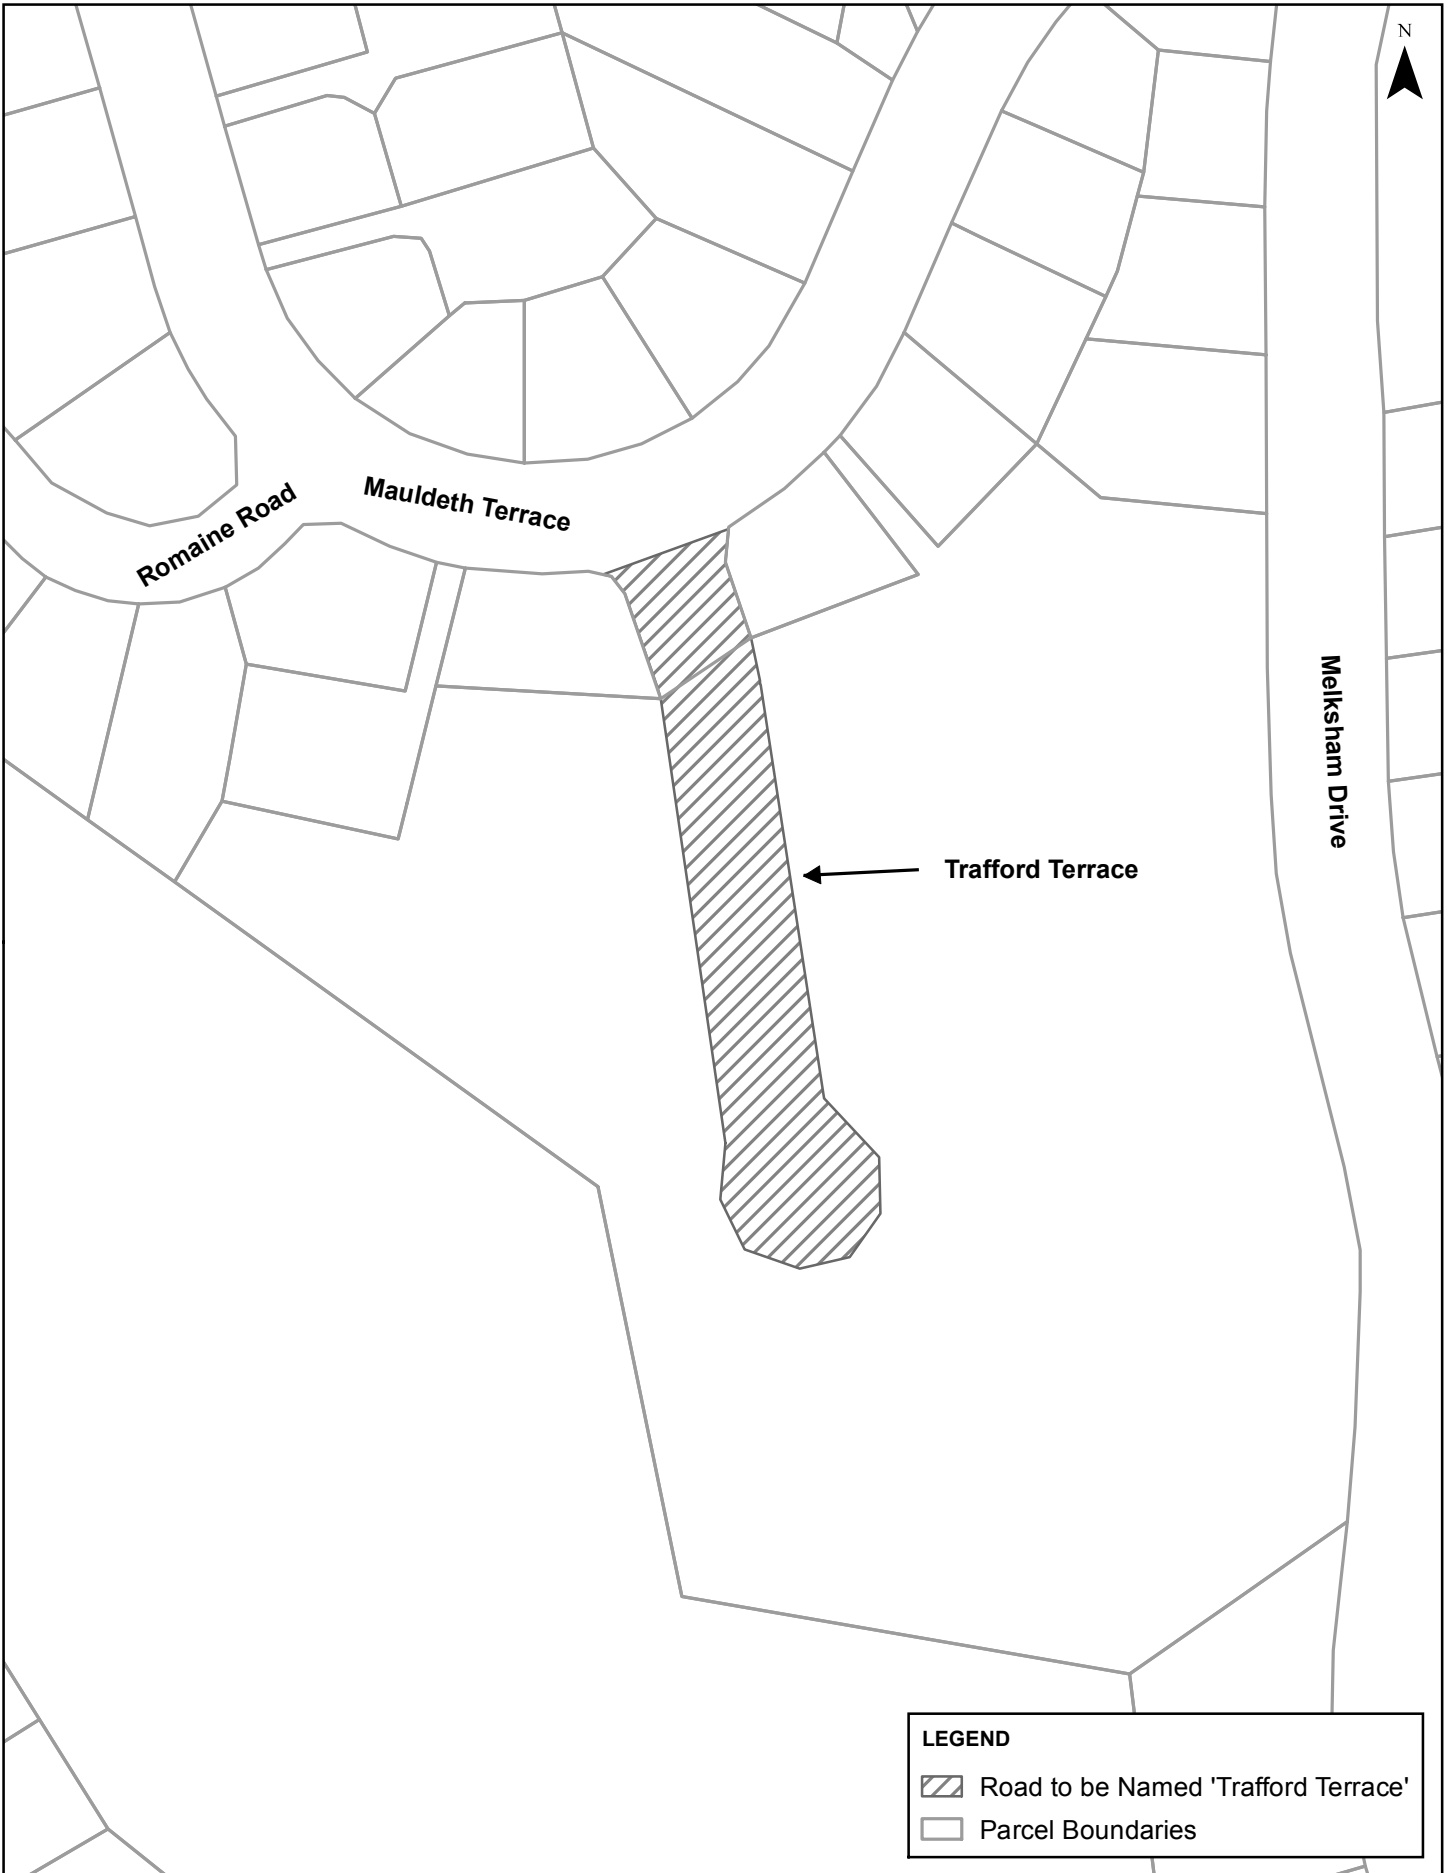 N
Mauldeth Terrace
Romaine Road
Melksham Drive
Trafford Terrace
LEGEND
Road to be Named 'Trafford Terrace'
Parcel Boundaries